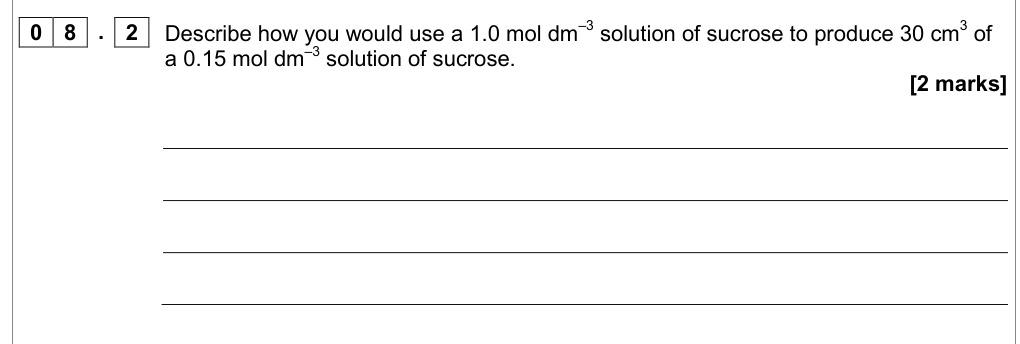 0 8 . 2 Describe how you would use a 1.0 mol dm⁻³ solution of sucrose to produce 30 cm³ of
a 0.15 mol dm⁻³ solution of sucrose.
[2 marks]